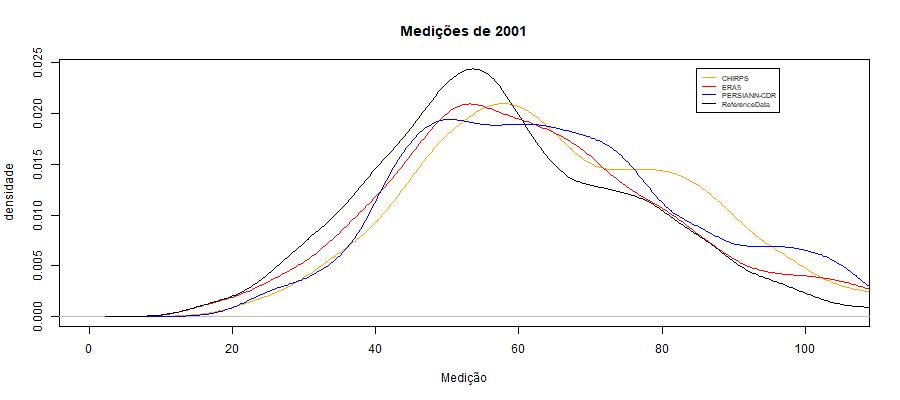 Medições de 2001
densidade
0.025
0.020
0.015
0.010
0.005
0.000
CHIRPS
ERA5
PERSIANN-CDR
ReferenceData
0 20 40 60 80 100
Medição